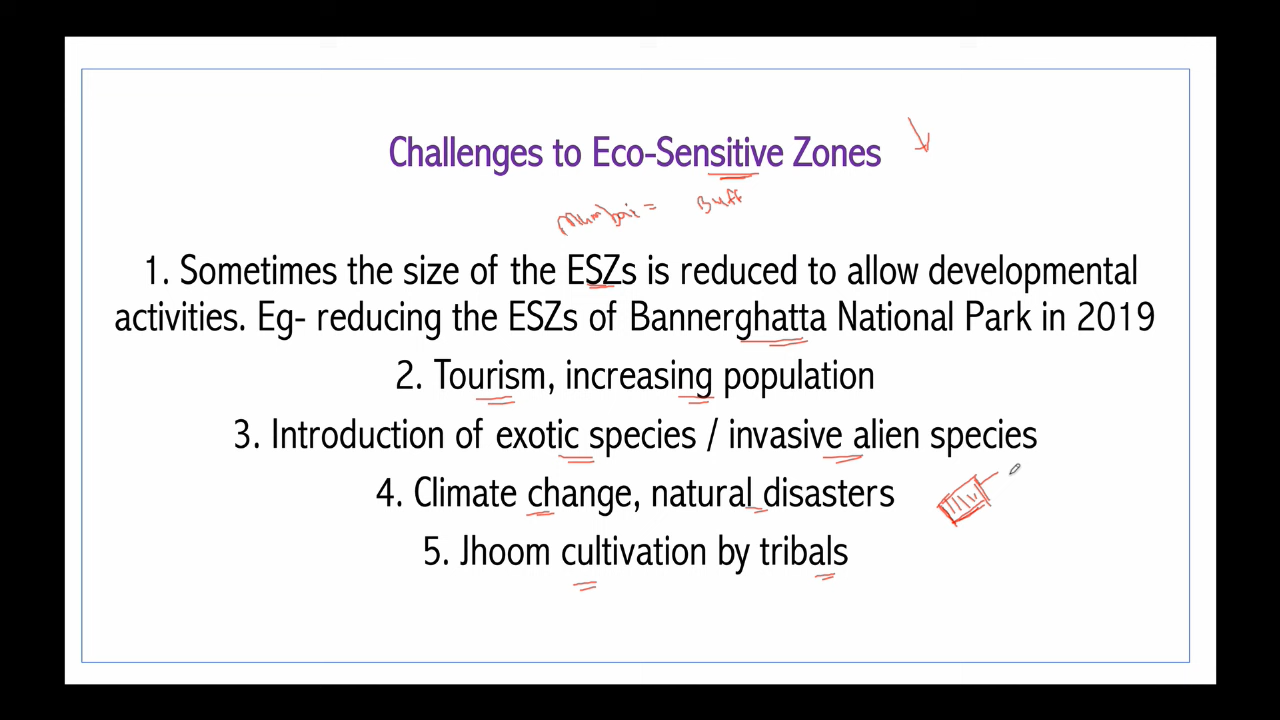 Challenges to Eco-Sensitive Zones
Mumbai = Buff
1. Sometimes the size of the ESZs is reduced to allow developmental
activities. Eg- reducing the ESZs of Bannerghatta National Park in 2019
2. Tourism, increasing population
3. Introduction of exotic species / invasive alien species
4. Climate change, natural disasters
5. Jhoom cultivation by tribals